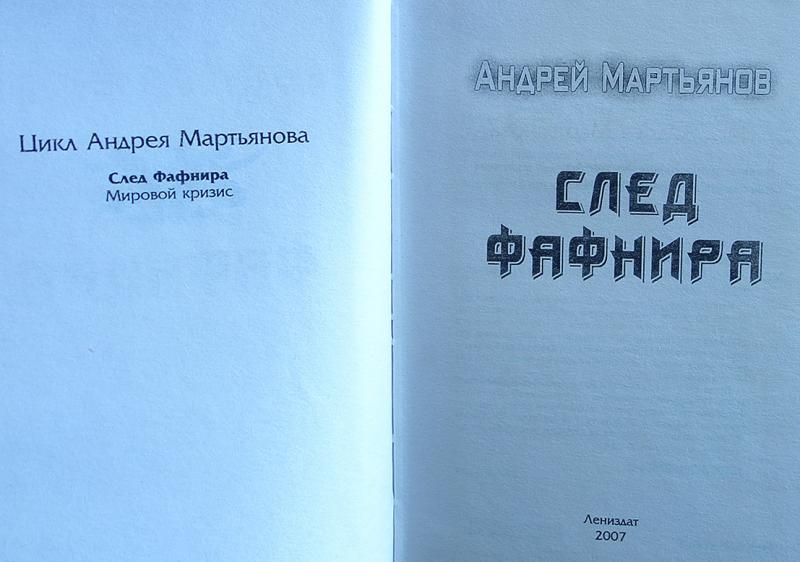 Цикл Андрея Мартьянова
След Фафнира
Мировой кризис
Андрей Мартьянов
СЛЕД
ФАФНИРА
Лениздат
2007